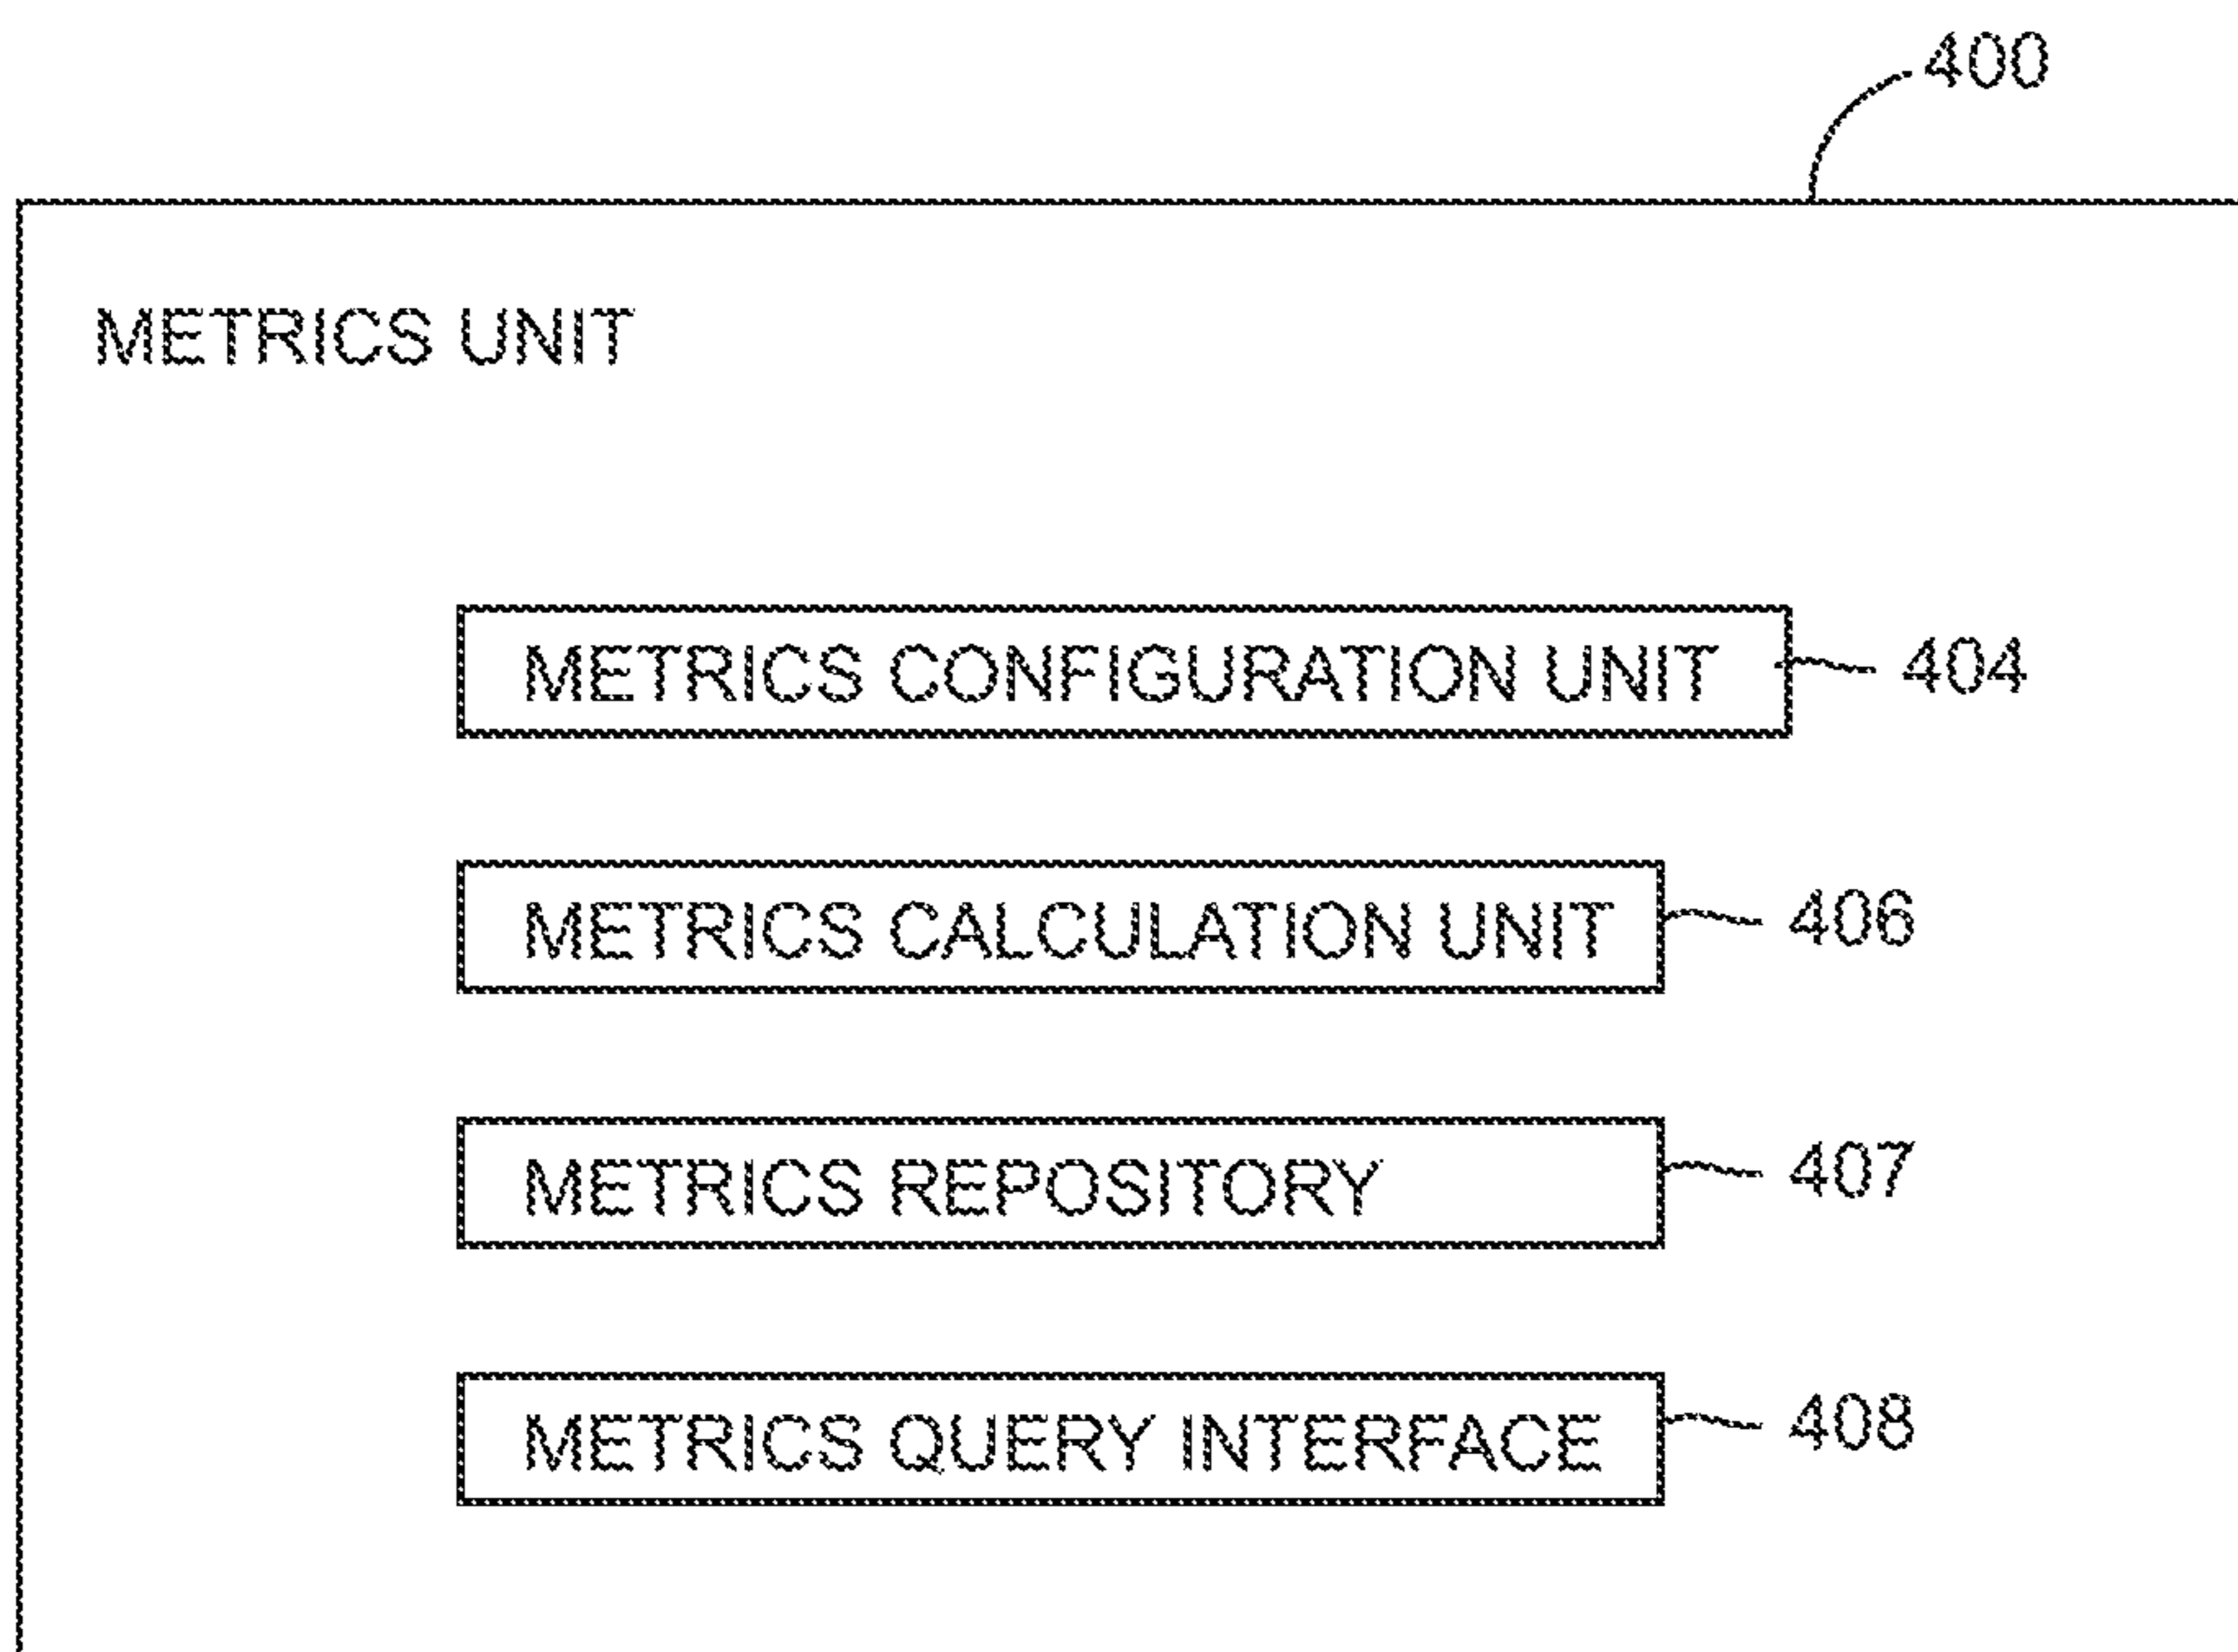 400
METRICS UNIT
METRICS CONFIGURATION UNIT 404
METRICS CALCULATION UNIT 406
METRICS REPOSITORY 407
METRICS QUERY INTERFACE 408